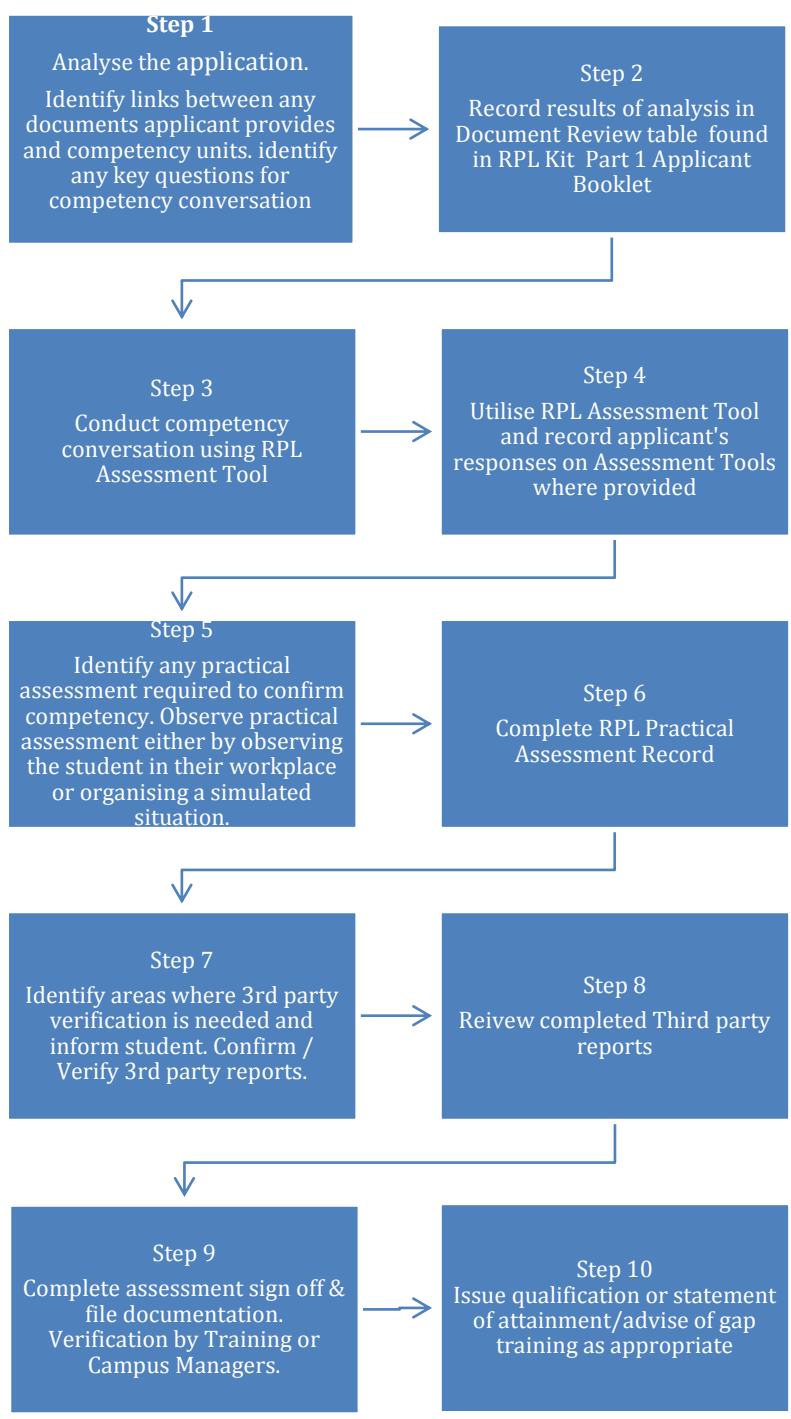 Step 1
Analyse the application.
Identify links between any
documents applicant provides
and competency units. identify
any key questions for
competency conversation
Step 2
Record results of analysis in
Document Review table found
in RPL Kit Part 1 Applicant
Booklet
Step 3
Conduct competency
conversation using RPL
Assessment Tool
Step 4
Utilise RPL Assessment Tool
and record applicant's
responses on Assessment Tools
where provided
Step 5
Identify any practical
assessment required to confirm
competency. Observe practical
assessment either by observing
the student in their workplace
or organising a simulated
situation.
Step 6
Complete RPL Practical
Assessment Record
Step 7
Identify areas where 3rd party
verification is needed and
inform student. Confirm /
Verify 3rd party reports.
Step 8
Reivew completed Third party
reports
Step 9
Complete assessment sign off &
file documentation.
Verification by Training or
Campus Managers.
Step 10
Issue qualification or statement
of attainment/advise of gap
training as appropriate